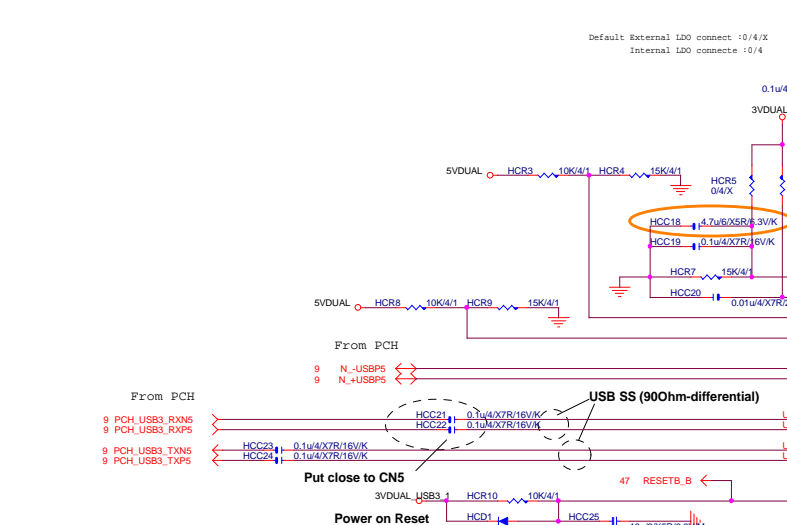 Default External LDO connect :0/4/X
Internal LDO connecte :0/4
0.1u/4
3VDUAL
5VDUAL HCR3 10K/4/1 HCR4 15K/4/1
HCR5
0/4/X
HCC18 4.7u/6/X5R/6.3V/K
HCC19 0.1u/4/X7R/16V/K
HCR7 15K/4/1
HCC20
0.01u/4/X7R/
5VDUAL HCR8 10K/4/1 HCR9 15K/4/1
From PCH
9 N_-USBP5
9 N_+USBP5
From PCH
USB SS (90Ohm-differential)
9 PCH_USB3_RXN5 HCC21 0.1u/4/X7R/16V/K
9 PCH_USB3_RXP5 HCC22 0.1u/4/X7R/16V/K
9 PCH_USB3_TXN5 HCC23 0.1u/4/X7R/16V/K
9 PCH_USB3_TXP5 HCC24 0.1u/4/X7R/16V/K
Put close to CN5
47 RESETB_B
3VDUAL_USB3_1 HCR10 10K/4/1
Power on Reset HCD1 HCC25